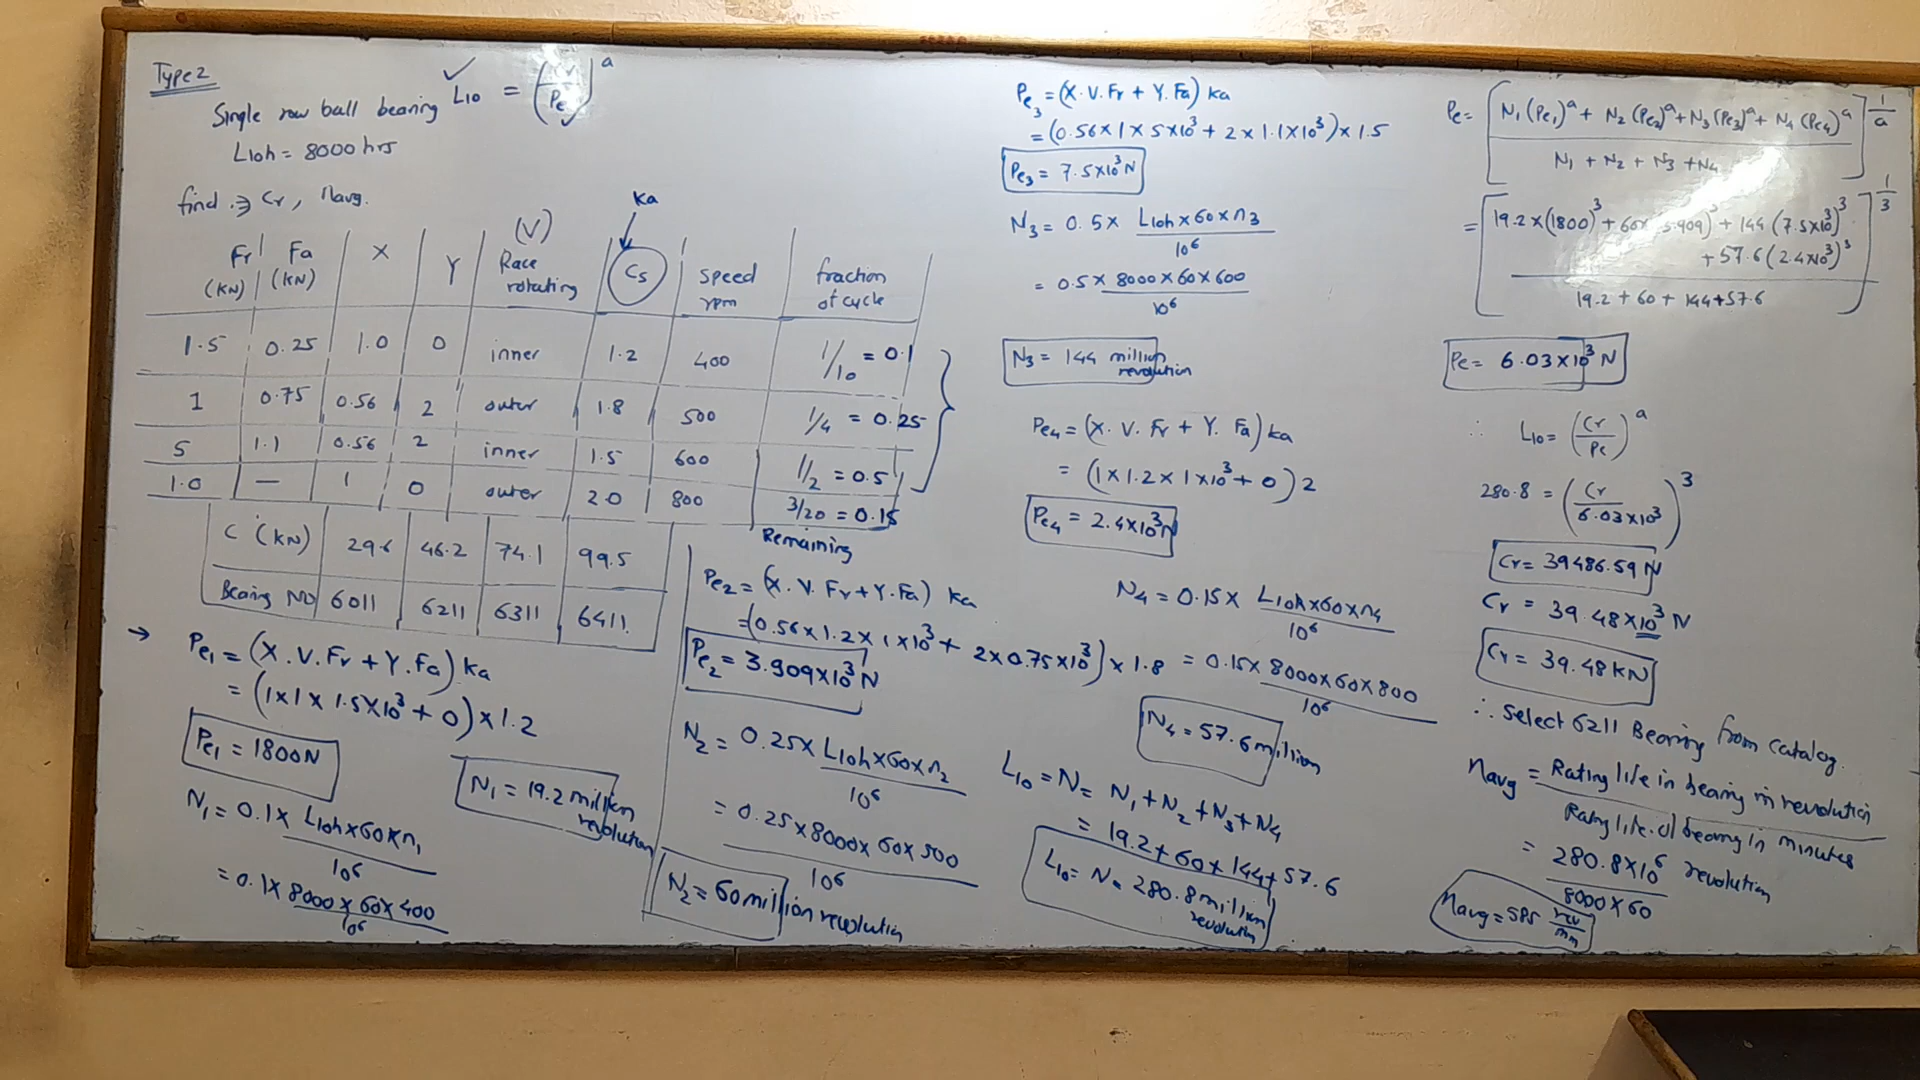 Type 2
Single row ball bearing L10 = (Cr/Pe)^a
L10h = 8000 hrs
find :⇒ Cr, navg.
Ka
(V)
Fr (KN) | Fa (KN) | X | Y | Race rotating | Cs | speed rpm | fraction of cycle
1.5 | 0.25 | 1.0 | 0 | inner | 1.2 | 400 | 1/10 = 0.1
1 | 0.75 | 0.56 | 2 | outer | 1.8 | 500 | 1/4 = 0.25
5 | 1.1 | 0.56 | 2 | inner | 1.5 | 600 | 1/2 = 0.5
1.0 | — | 1 | 0 | outer | 2.0 | 800 | 3/20 = 0.15
Remaining
C (KN) | 29.6 | 46.2 | 74.1 | 99.5
Bearing NO | 6011 | 6211 | 6311 | 6411.
→ Pe1 = (X.V.Fr + Y.Fa) Ka
= (1×1×1.5×10³ + 0) × 1.2
Pe1 = 1800N
N1 = 0.1 × L10h×60×n1 / 10⁶
= 0.1 × 8000×60×400 / 10⁶
N1 = 19.2 million revolution
Pe2 = (X.V.Fr + Y.Fa) Ka
= (0.56×1.2×1×10³ + 2×0.75×10³) × 1.8
Pe2 = 3.909×10³ N
N2 = 0.25 × L10h×60×n2 / 10⁶
= 0.25×8000×60×500 / 10⁶
N2 = 60 million revolution
Pe3 = (X.V.Fr + Y.Fa) Ka
= (0.56×1×5×10³ + 2×1.1×10³) × 1.5
Pe3 = 7.5×10³ N
N3 = 0.5 × L10h×60×n3 / 10⁶
= 0.5 × 8000×60×600 / 10⁶
N3 = 144 million revolution
Pe4 = (X.V.Fr + Y.Fa) Ka
= (1×1.2×1×10³ + 0) 2
Pe4 = 2.4×10³ N
N4 = 0.15 × L10h×60×n4 / 10⁶
= 0.15 × 8000×60×800 / 10⁶
N4 = 57.6 million
L10 = N = N1 + N2 + N3 + N4
= 19.2 + 60 + 144 + 57.6
L10 = N = 280.8 million revolution
Pe = [N1(Pe1)^a + N2(Pe2)^a + N3(Pe3)^a + N4(Pe4)^a / N1 + N2 + N3 + N4]^1/a
= [19.2×(1800)³ + 60× 3.909)³ + 144(7.5×10³)³ + 57.6(2.4×10³)³ / 19.2 + 60 + 144 + 57.6]^1/3
Pe = 6.03×10³ N
∴ L10 = (Cr/Pe)^a
280.8 = (Cr / 6.03×10³)³
Cr = 39486.59 N
Cr = 39.48×10³ N
Cr = 39.48 KN
∴ Select 6211 Bearing from catalog.
navg = Rating life in bearing in revolution / Rating life of bearing in minutes
= 280.8×10⁶ revolution / 8000×60
navg = 585 rev/min